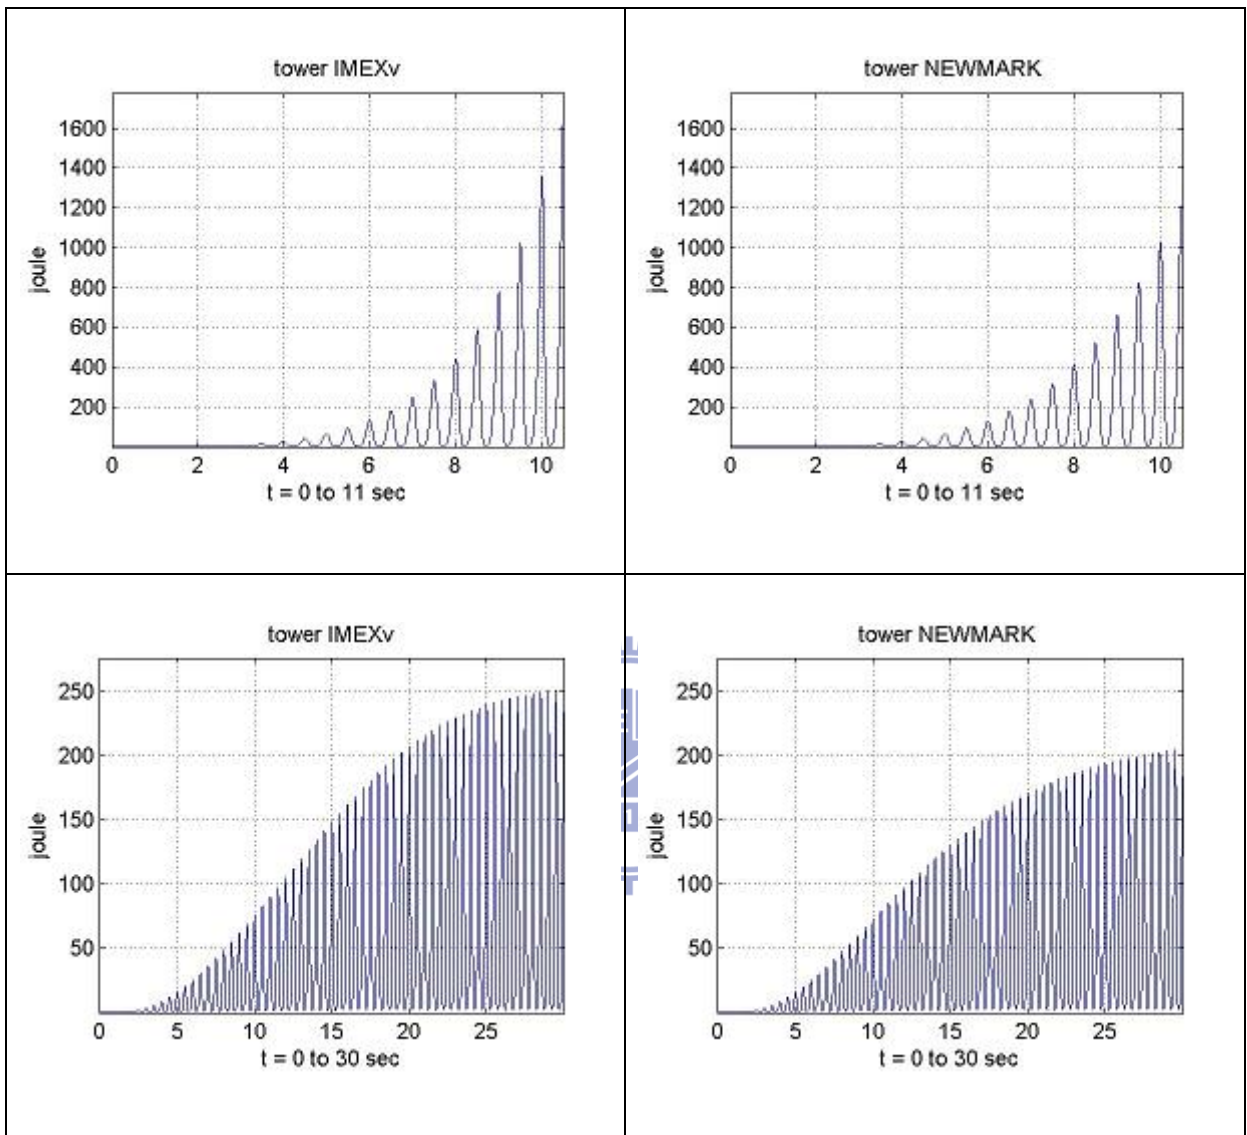 tower IMEXv
1600
1400
1200
1000
800
600
400
200
joule
0 2 4 6 8 10
t = 0 to 11 sec
tower NEWMARK
1600
1400
1200
1000
800
600
400
200
joule
0 2 4 6 8 10
t = 0 to 11 sec
tower IMEXv
250
200
150
100
50
joule
0 5 10 15 20 25
t = 0 to 30 sec
tower NEWMARK
250
200
150
100
50
joule
0 5 10 15 20 25
t = 0 to 30 sec